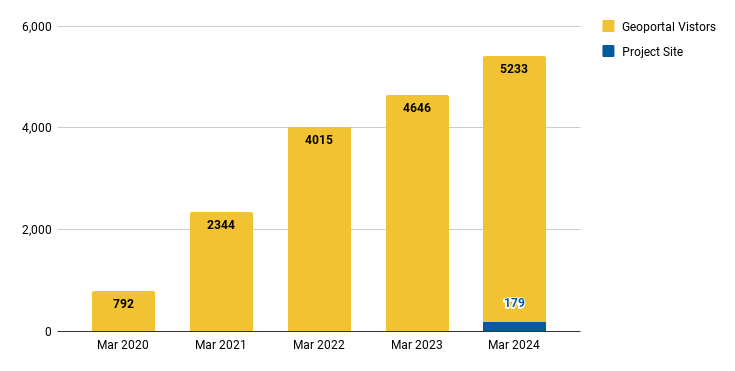 6,000
4,000
2,000
0
792
2344
4015
4646
5233
179
Mar 2020
Mar 2021
Mar 2022
Mar 2023
Mar 2024
Geoportal Vistors
Project Site